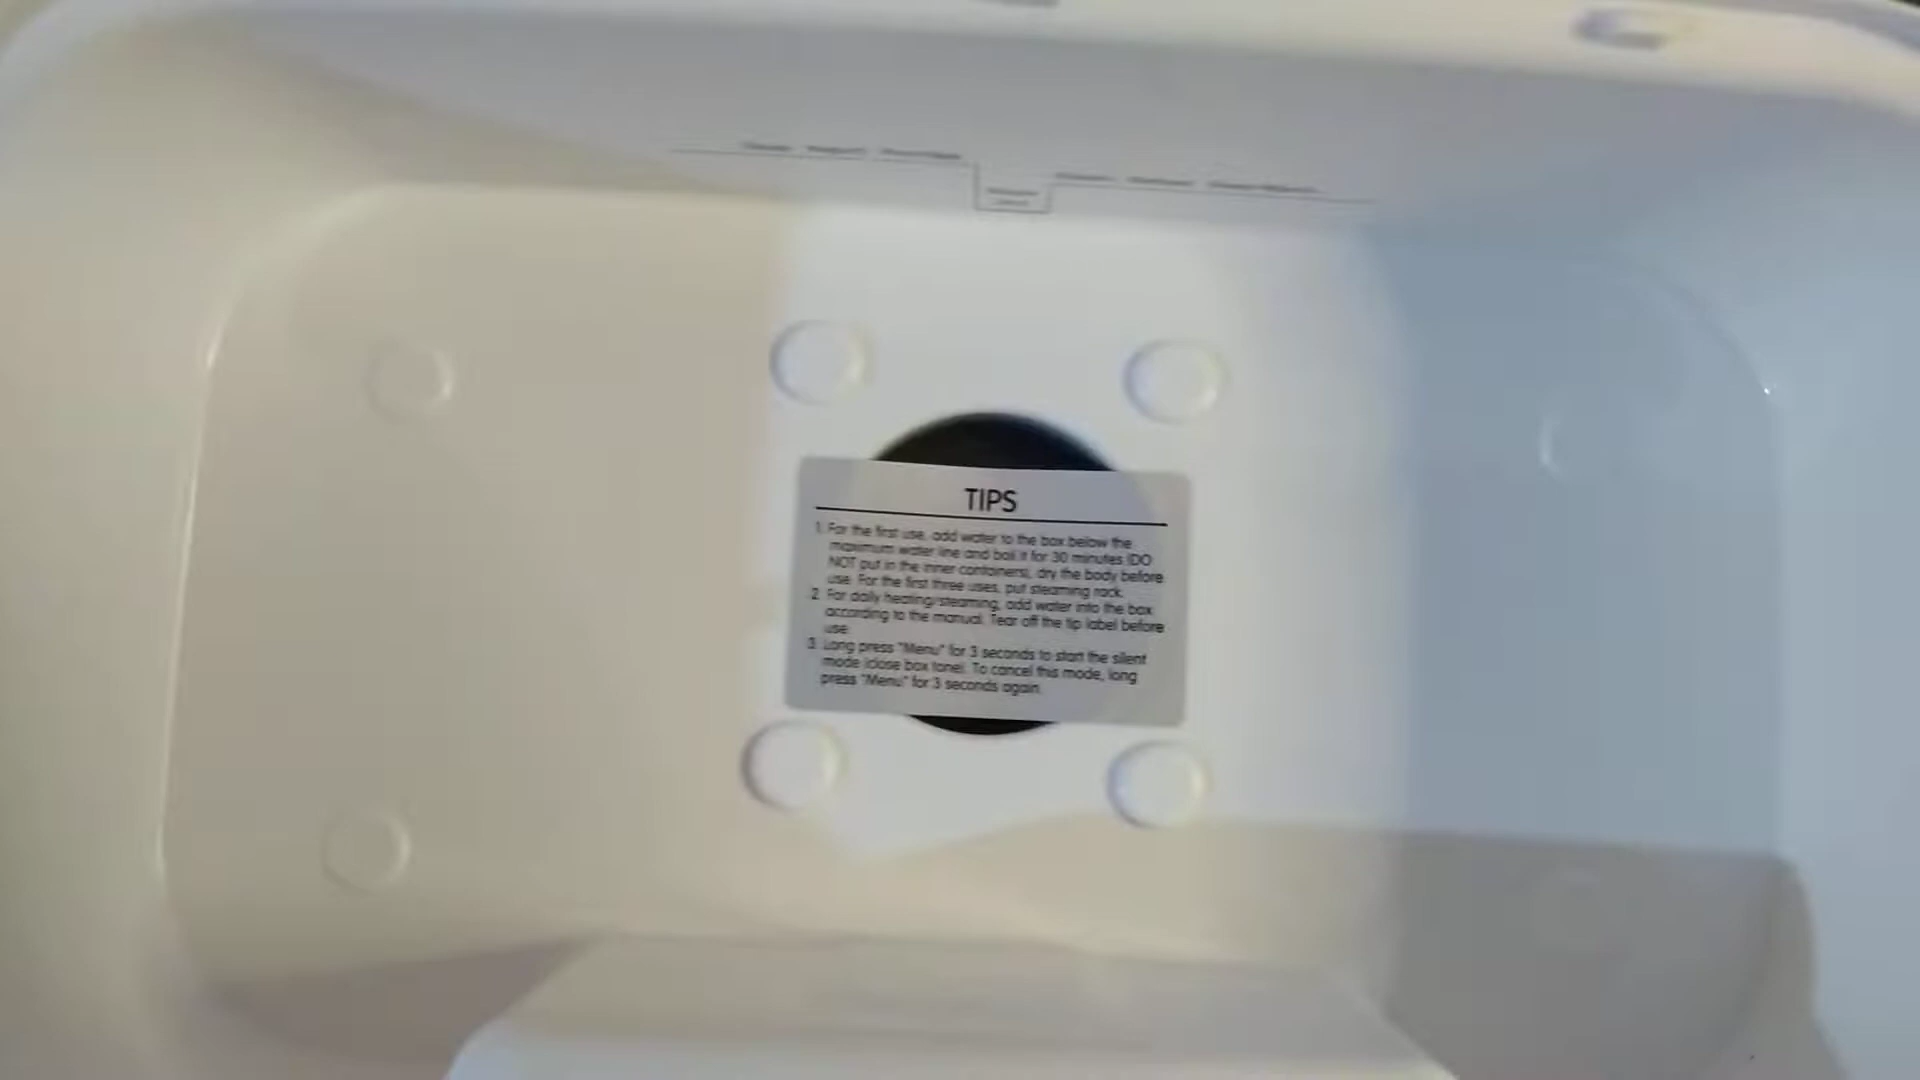 TIPS
1. For the first use, add water to the box below the
maximum water line and boil it for 30 minutes (DO
NOT put in the inner containers), dry the body before
use. For the first three uses, put steaming rack.
2. For daily heating/steaming, add water into the box
according to the manual. Tear off the tip label before
use.
3. Long press "Menu" for 3 seconds to start the silent
mode (close box tone). To cancel this mode, long
press "Menu" for 3 seconds again.